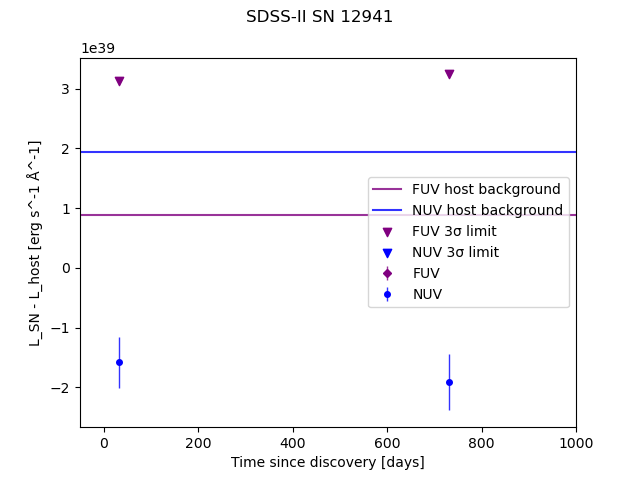 SDSS-II SN 12941
1e39
3
2
1
0
−1
−2
L_SN - L_host [erg s^-1 Å^-1]
FUV host background
NUV host background
FUV 3σ limit
NUV 3σ limit
FUV
NUV
0 200 400 600 800 1000
Time since discovery [days]